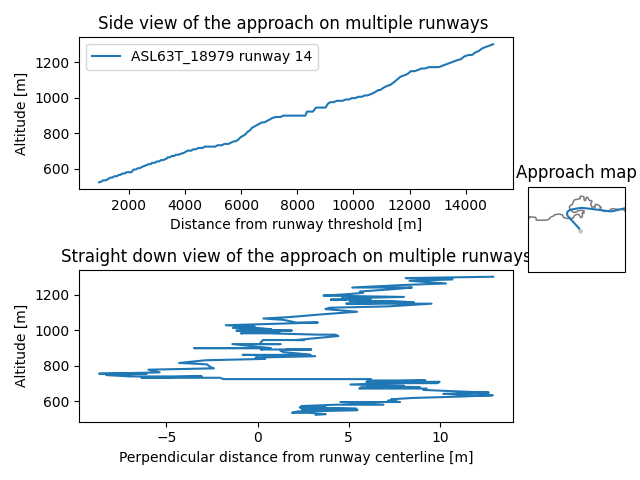 Side view of the approach on multiple runways
Altitude [m]
1200
1000
800
600
ASL63T_18979 runway 14
2000 4000 6000 8000 10000 12000 14000
Distance from runway threshold [m]
Approach map
Straight down view of the approach on multiple runways
Altitude [m]
1200
1000
800
600
−5 0 5 10
Perpendicular distance from runway centerline [m]